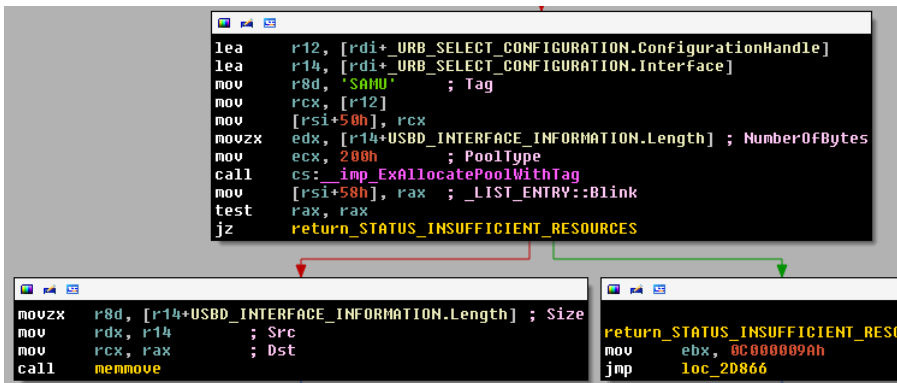 lea r12, [rdi+_URB_SELECT_CONFIGURATION.ConfigurationHandle]
lea r14, [rdi+_URB_SELECT_CONFIGURATION.Interface]
mov r8d, 'SAMU' ; Tag
mov rcx, [r12]
mov [rsi+50h], rcx
movzx edx, [r14+USBD_INTERFACE_INFORMATION.Length] ; NumberOfBytes
mov ecx, 200h ; PoolType
call cs:__imp_ExAllocatePoolWithTag
mov [rsi+58h], rax ; _LIST_ENTRY::Blink
test rax, rax
jz return_STATUS_INSUFFICIENT_RESOURCES
movzx r8d, [r14+USBD_INTERFACE_INFORMATION.Length] ; Size
mov rdx, r14 ; Src
mov rcx, rax ; Dst
call memmove
return_STATUS_INSUFFICIENT_RESO
mov ebx, 0C000009Ah
jmp loc_2D866